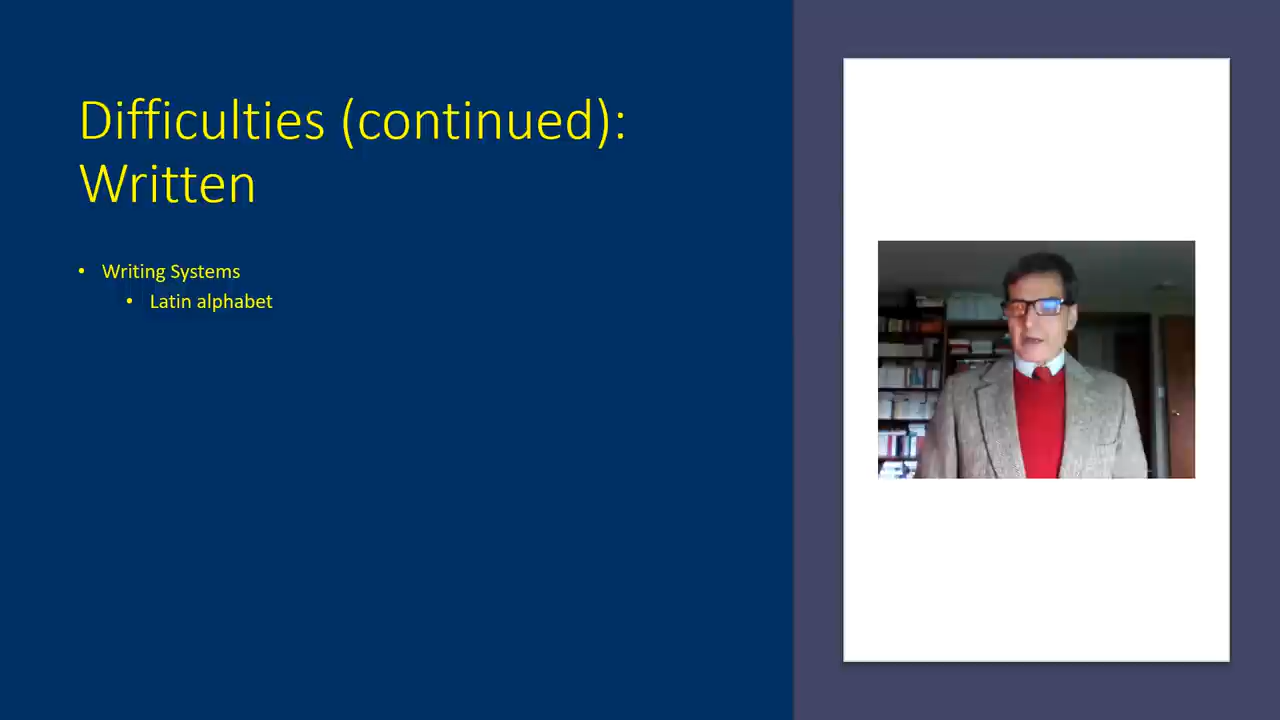 Difficulties (continued):
Written
• Writing Systems
• Latin alphabet